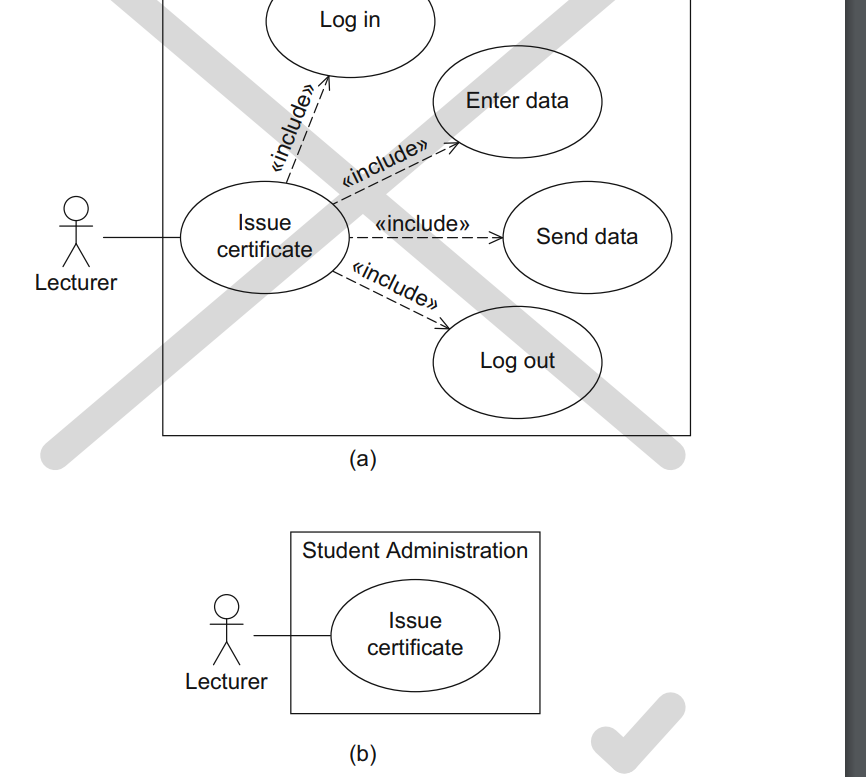 Log in
Enter data
«include»
«include»
Issue
certificate
«include»
Send data
Lecturer
«include»
Log out
(a)
Student Administration
Issue
certificate
Lecturer
(b)